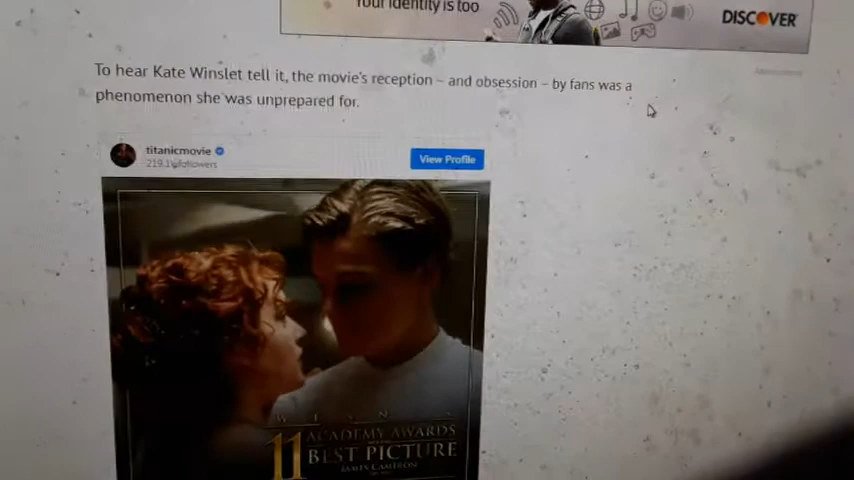 Your identity is too
DISCOVER
To hear Kate Winslet tell it, the movie's reception – and obsession – by fans was a
phenomenon she was unprepared for.
titanicmovie
View Profile
followers
11 ACADEMY AWARDS
BEST PICTURE
JAMES CAMERON